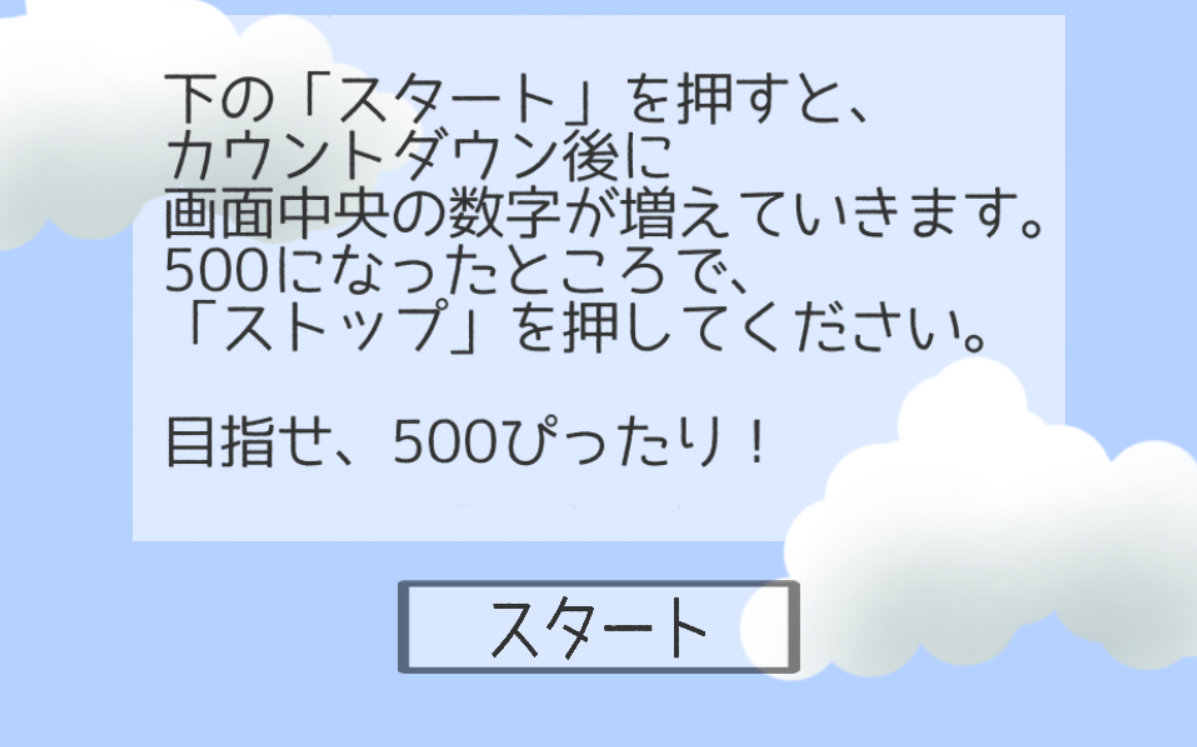 下の「スタート」を押すと、
カウントダウン後に
画面中央の数字が増えていきます。
500になったところで、
「ストップ」を押してください。
目指せ、500ぴったり！
スタート